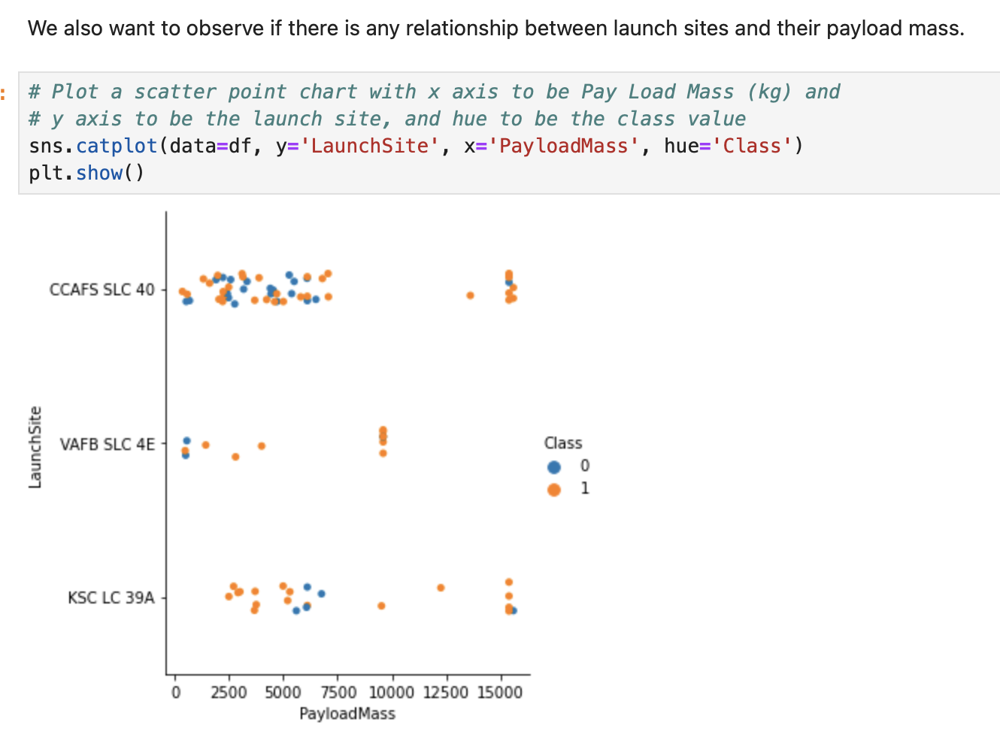 We also want to observe if there is any relationship between launch sites and their payload mass.
:
# Plot a scatter point chart with x axis to be Pay Load Mass (kg) and
# y axis to be the launch site, and hue to be the class value
sns.catplot(data=df, y='LaunchSite', x='PayloadMass', hue='Class')
plt.show()
CCAFS SLC 40
VAFB SLC 4E
KSC LC 39A
LaunchSite
Class
0
1
0 2500 5000 7500 10000 12500 15000
PayloadMass